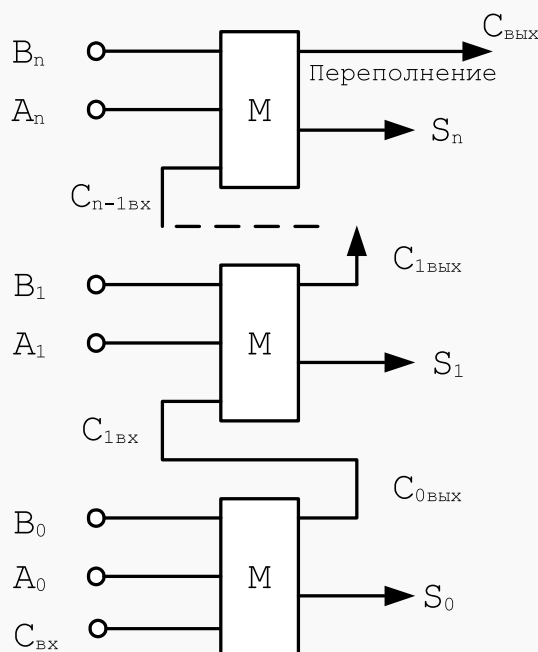 Bn
Cвых
Переполнение
An
M
Sn
Cn-1вх
C1вых
B1
A1
M
S1
C1вх
C0вых
B0
A0
M
S0
Cвх